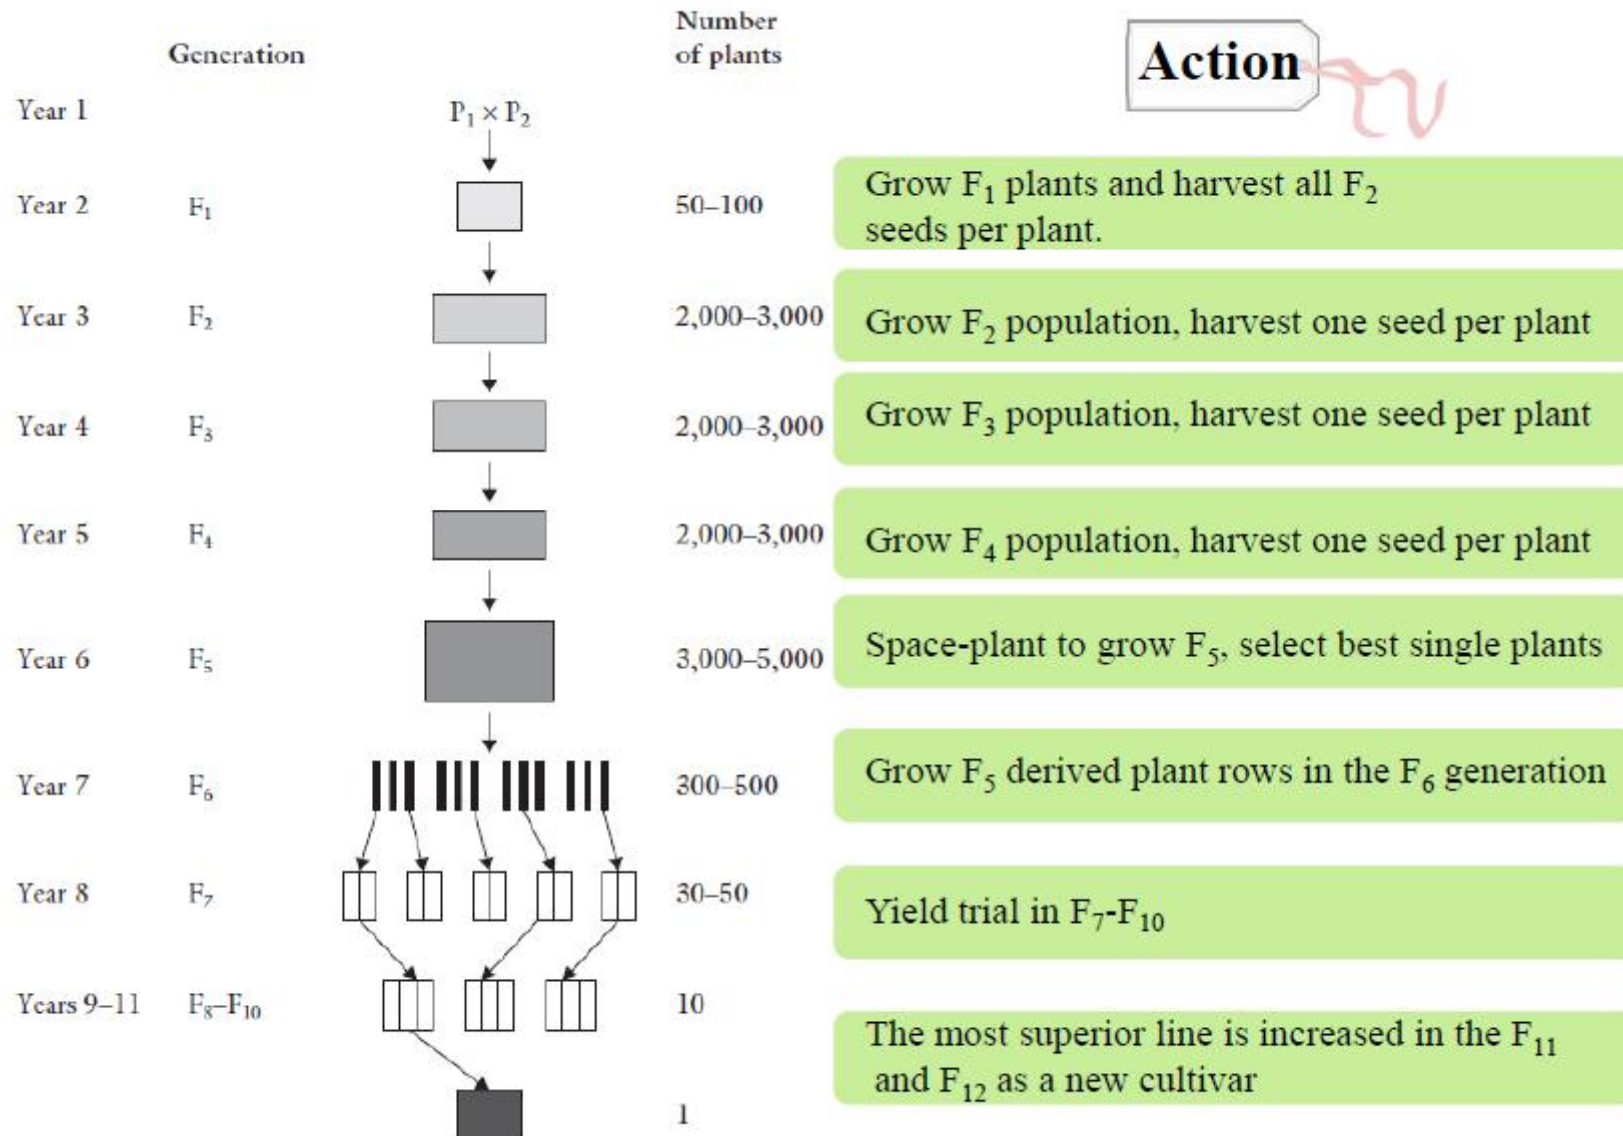 Generation
Number
of plants
Action
Year 1
P₁ × P₂
Year 2 F₁ 50–100
Grow F₁ plants and harvest all F₂
seeds per plant.
Year 3 F₂ 2,000–3,000
Grow F₂ population, harvest one seed per plant
Year 4 F₃ 2,000–3,000
Grow F₃ population, harvest one seed per plant
Year 5 F₄ 2,000–3,000
Grow F₄ population, harvest one seed per plant
Year 6 F₅ 3,000–5,000
Space-plant to grow F₅, select best single plants
Year 7 F₆ 300–500
Grow F₅ derived plant rows in the F₆ generation
Year 8 F₇ 30–50
Yield trial in F₇-F₁₀
Years 9–11 F₈–F₁₀ 10
The most superior line is increased in the F₁₁
and F₁₂ as a new cultivar
1